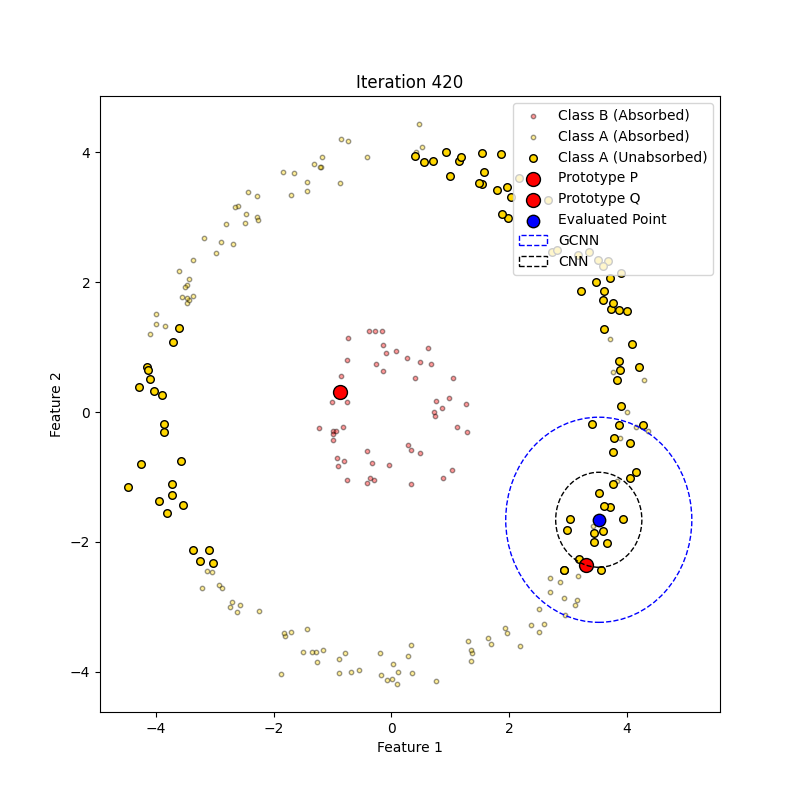 Iteration 420
Class B (Absorbed)
Class A (Absorbed)
Class A (Unabsorbed)
Prototype P
Prototype Q
Evaluated Point
GCNN
CNN
Feature 2
4
2
0
−2
−4
−4
−2
0
2
4
Feature 1